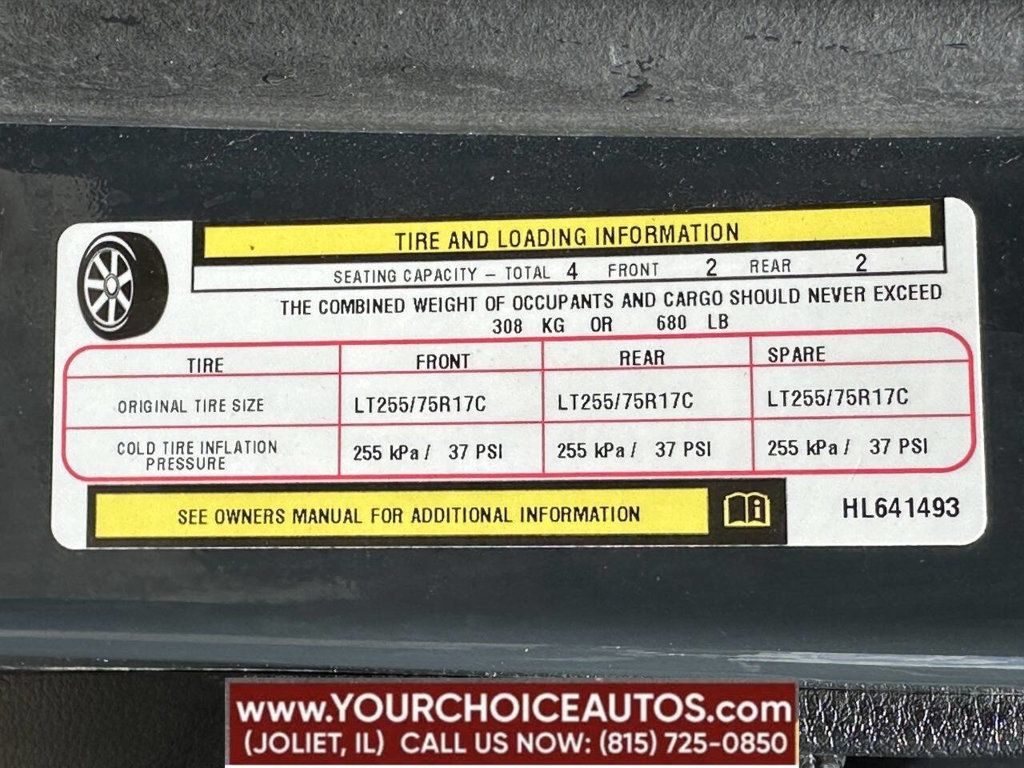 TIRE AND LOADING INFORMATION
SEATING CAPACITY – TOTAL 4 FRONT 2 REAR 2
THE COMBINED WEIGHT OF OCCUPANTS AND CARGO SHOULD NEVER EXCEED
308 KG OR 680 LB
TIRE FRONT REAR SPARE
ORIGINAL TIRE SIZE LT255/75R17C LT255/75R17C LT255/75R17C
COLD TIRE INFLATION
PRESSURE 255 kPa / 37 PSI 255 kPa / 37 PSI 255 kPa / 37 PSI
SEE OWNERS MANUAL FOR ADDITIONAL INFORMATION
HL641493
www.YOURCHOICEAUTOS.com
(JOLIET, IL) CALL US NOW: (815) 725-0850